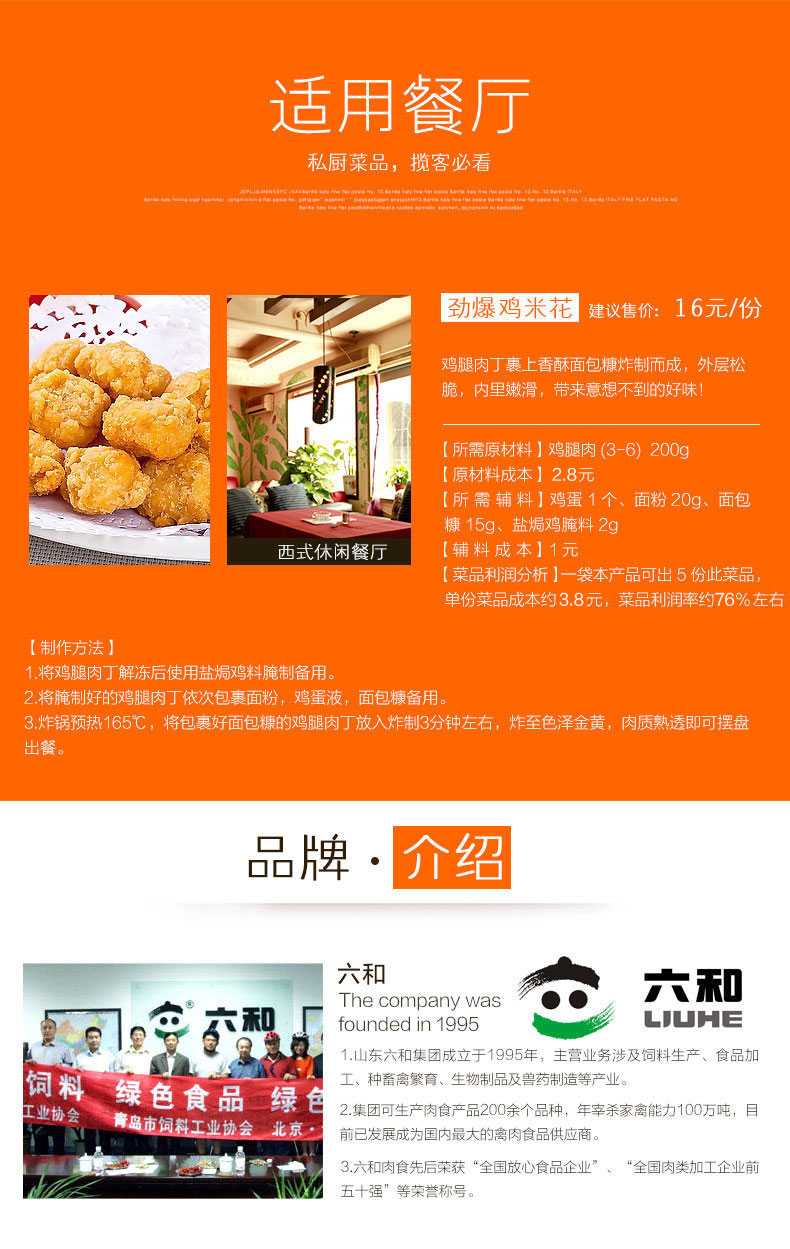 适用餐厅
私厨菜品，揽客必看
劲爆鸡米花 建议售价：16元/份
鸡腿肉丁裹上香酥面包糠炸制而成，外层松
脆，内里嫩滑，带来意想不到的好味！
【所需原材料】鸡腿肉 (3-6) 200g
【原材料成本】2.8元
【所 需 辅 料】鸡蛋 1 个、面粉 20g、面包
糠 15g、盐焗鸡腌料 2g
【辅 料 成 本】1 元
【菜品利润分析】一袋本产品可出 5 份此菜品，
单份菜品成本约 3.8 元，菜品利润率约76%左右
西式休闲餐厅
【 制作方法 】
1.将鸡腿肉丁解冻后使用盐焗鸡料腌制备用。
2.将腌制好的鸡腿肉丁依次包裹面粉，鸡蛋液，面包糠备用。
3.炸锅预热165℃，将包裹好面包糠的鸡腿肉丁放入炸制3分钟左右，炸至色泽金黄，肉质熟透即可摆盘
出餐。
品牌·介绍
六和
饲料 绿色食品 绿色
工业协会 青岛市饲料工业协会 北京·
六和
The company was
founded in 1995
六和
LIUHE
1.山东六和集团成立于1995年，主营业务涉及饲料生产、食品加
工、种畜禽繁育、生物制品及兽药制造等产业。
2.集团可生产肉食产品200余个品种，年宰杀家禽能力100万吨，目
前已发展成为国内最大的禽肉食品供应商。
3.六和肉食先后荣获“全国放心食品企业”、“全国肉类加工企业前
五十强”等荣誉称号。